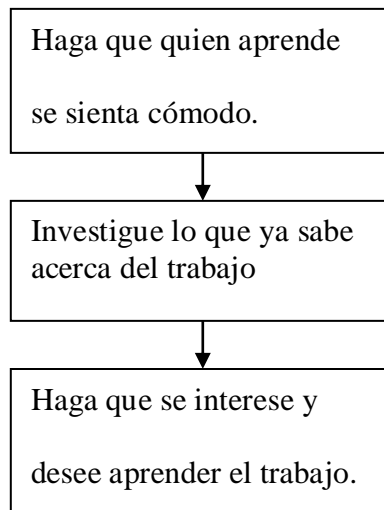 Haga que quien aprende
se sienta cómodo.
Investigue lo que ya sabe
acerca del trabajo
Haga que se interese y
desee aprender el trabajo.